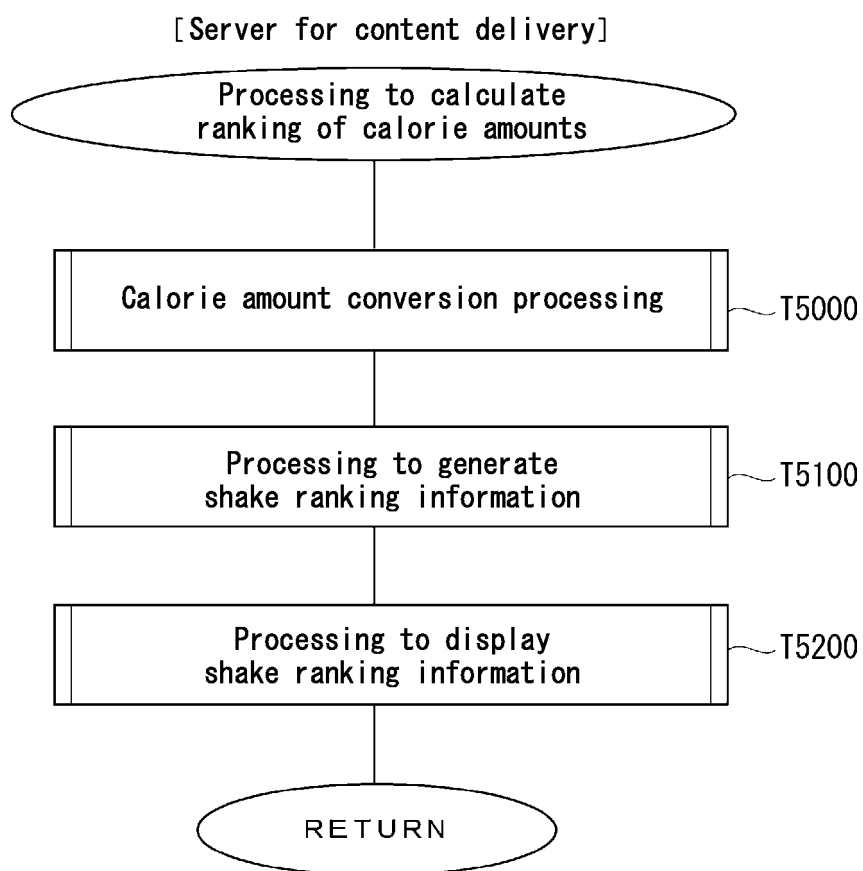 [Server for content delivery]
Processing to calculate
ranking of calorie amounts
Calorie amount conversion processing
T5000
Processing to generate
shake ranking information
T5100
Processing to display
shake ranking information
T5200
RETURN